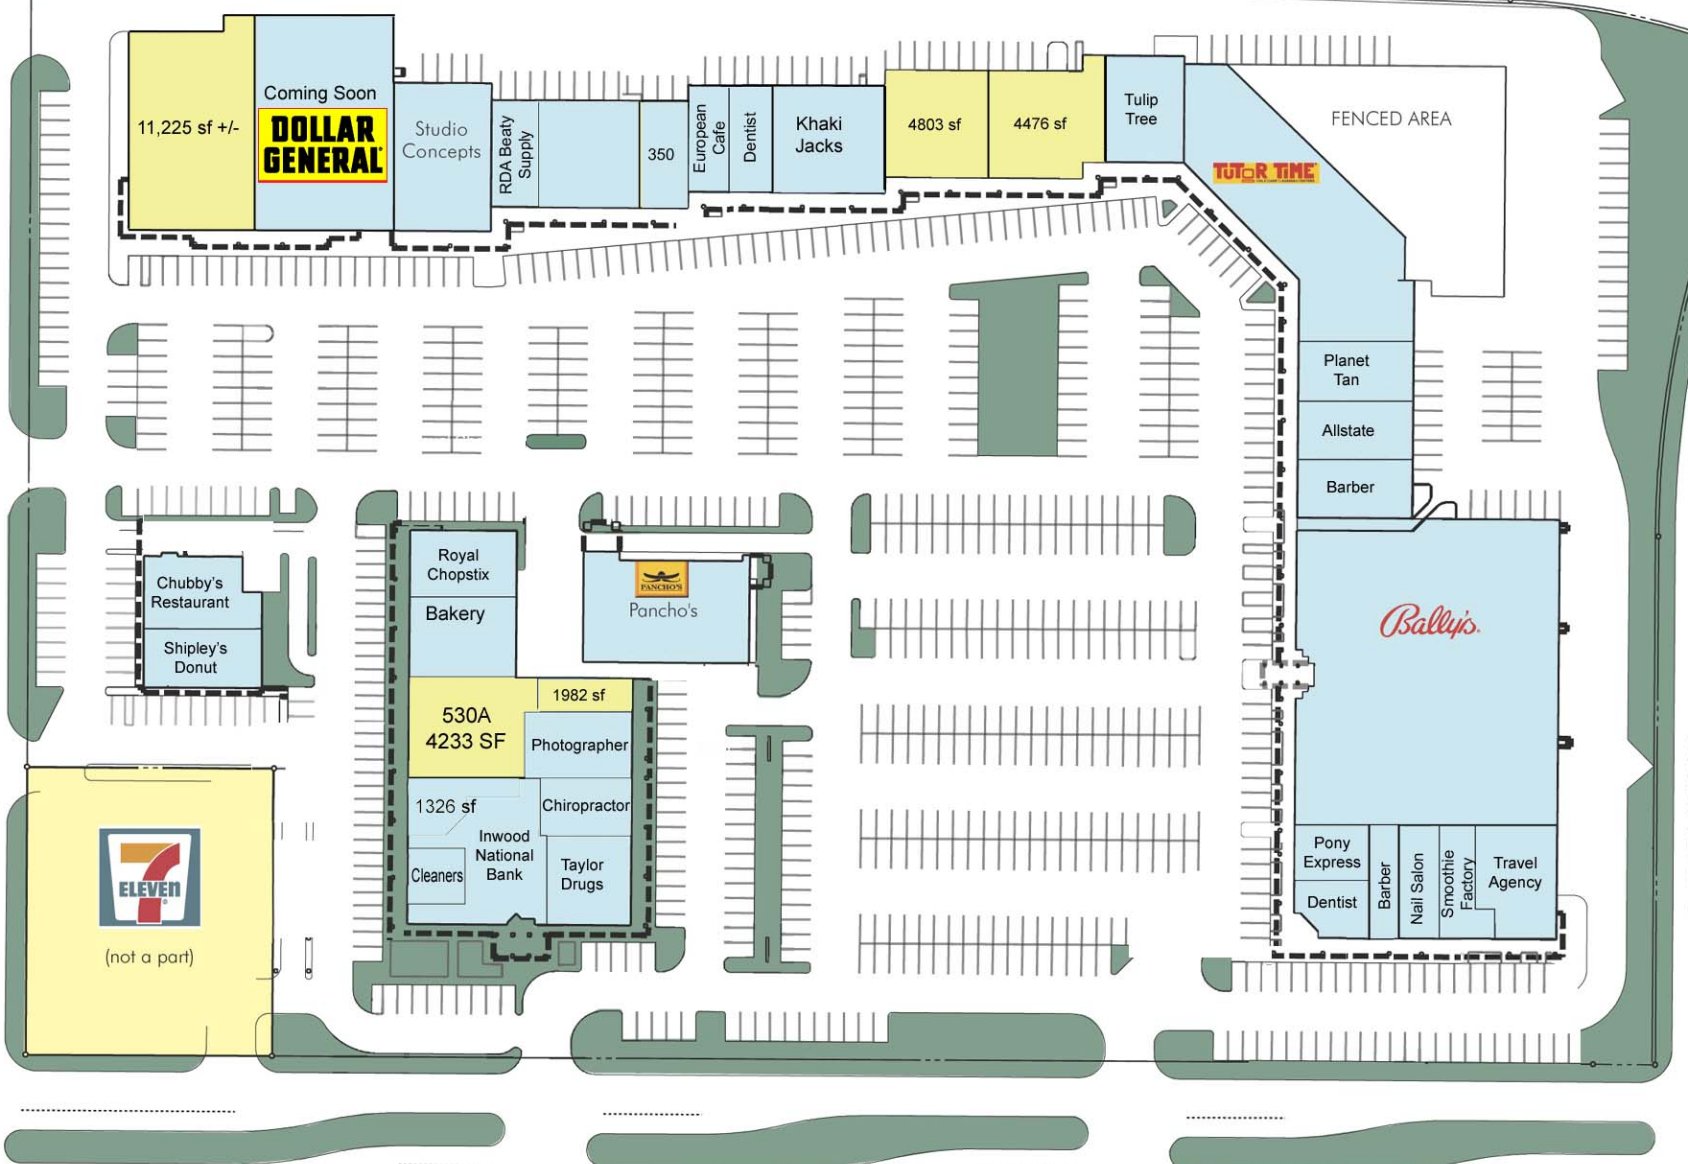 11,225 sf +/-
Coming Soon
DOLLAR
GENERAL
Studio
Concepts
RDA Beaty
Supply
350
European
Cafe
Dentist
Khaki
Jacks
4803 sf
4476 sf
Tulip
Tree
TUTOR TIME
FENCED AREA
Planet
Tan
Allstate
Barber
Chubby's
Restaurant
Shipley's
Donut
Royal
Chopstix
Bakery
PANCHO'S
Pancho's
Bally's.
530A
4233 SF
1982 sf
Photographer
1326 sf
Chiropractor
Inwood
National
Bank
Cleaners
Taylor
Drugs
Pony
Express
Dentist
Barber
Nail Salon
Smoothie
Factory
Travel
Agency
7
ELEVEN
(not a part)